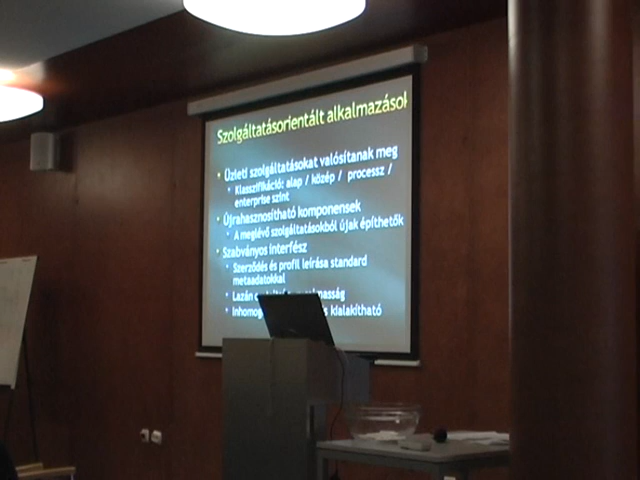 Szolgáltatásorientált alkalmazások
Üzleti szolgáltatásokat valósítanak meg
Klasszifikáció: alap / közép / processz /
enterprise szint
Újrahasznosítható komponensek
A meglévő szolgáltatásokból újak építhetők
Szabványos interfész
Szerződés és profil leírása standard
metaadatokkal
Lazán
kialakítható